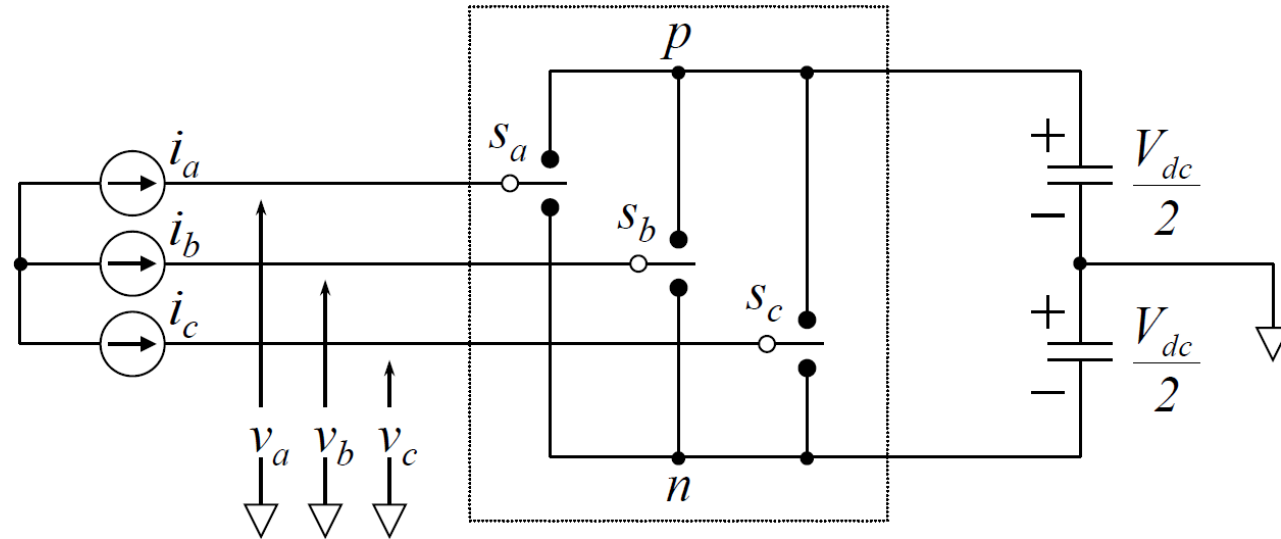 p
s_a
i_a
+
V_dc
2
−
s_b
i_b
s_c
i_c
+
V_dc
2
−
v_a
v_b
v_c
n